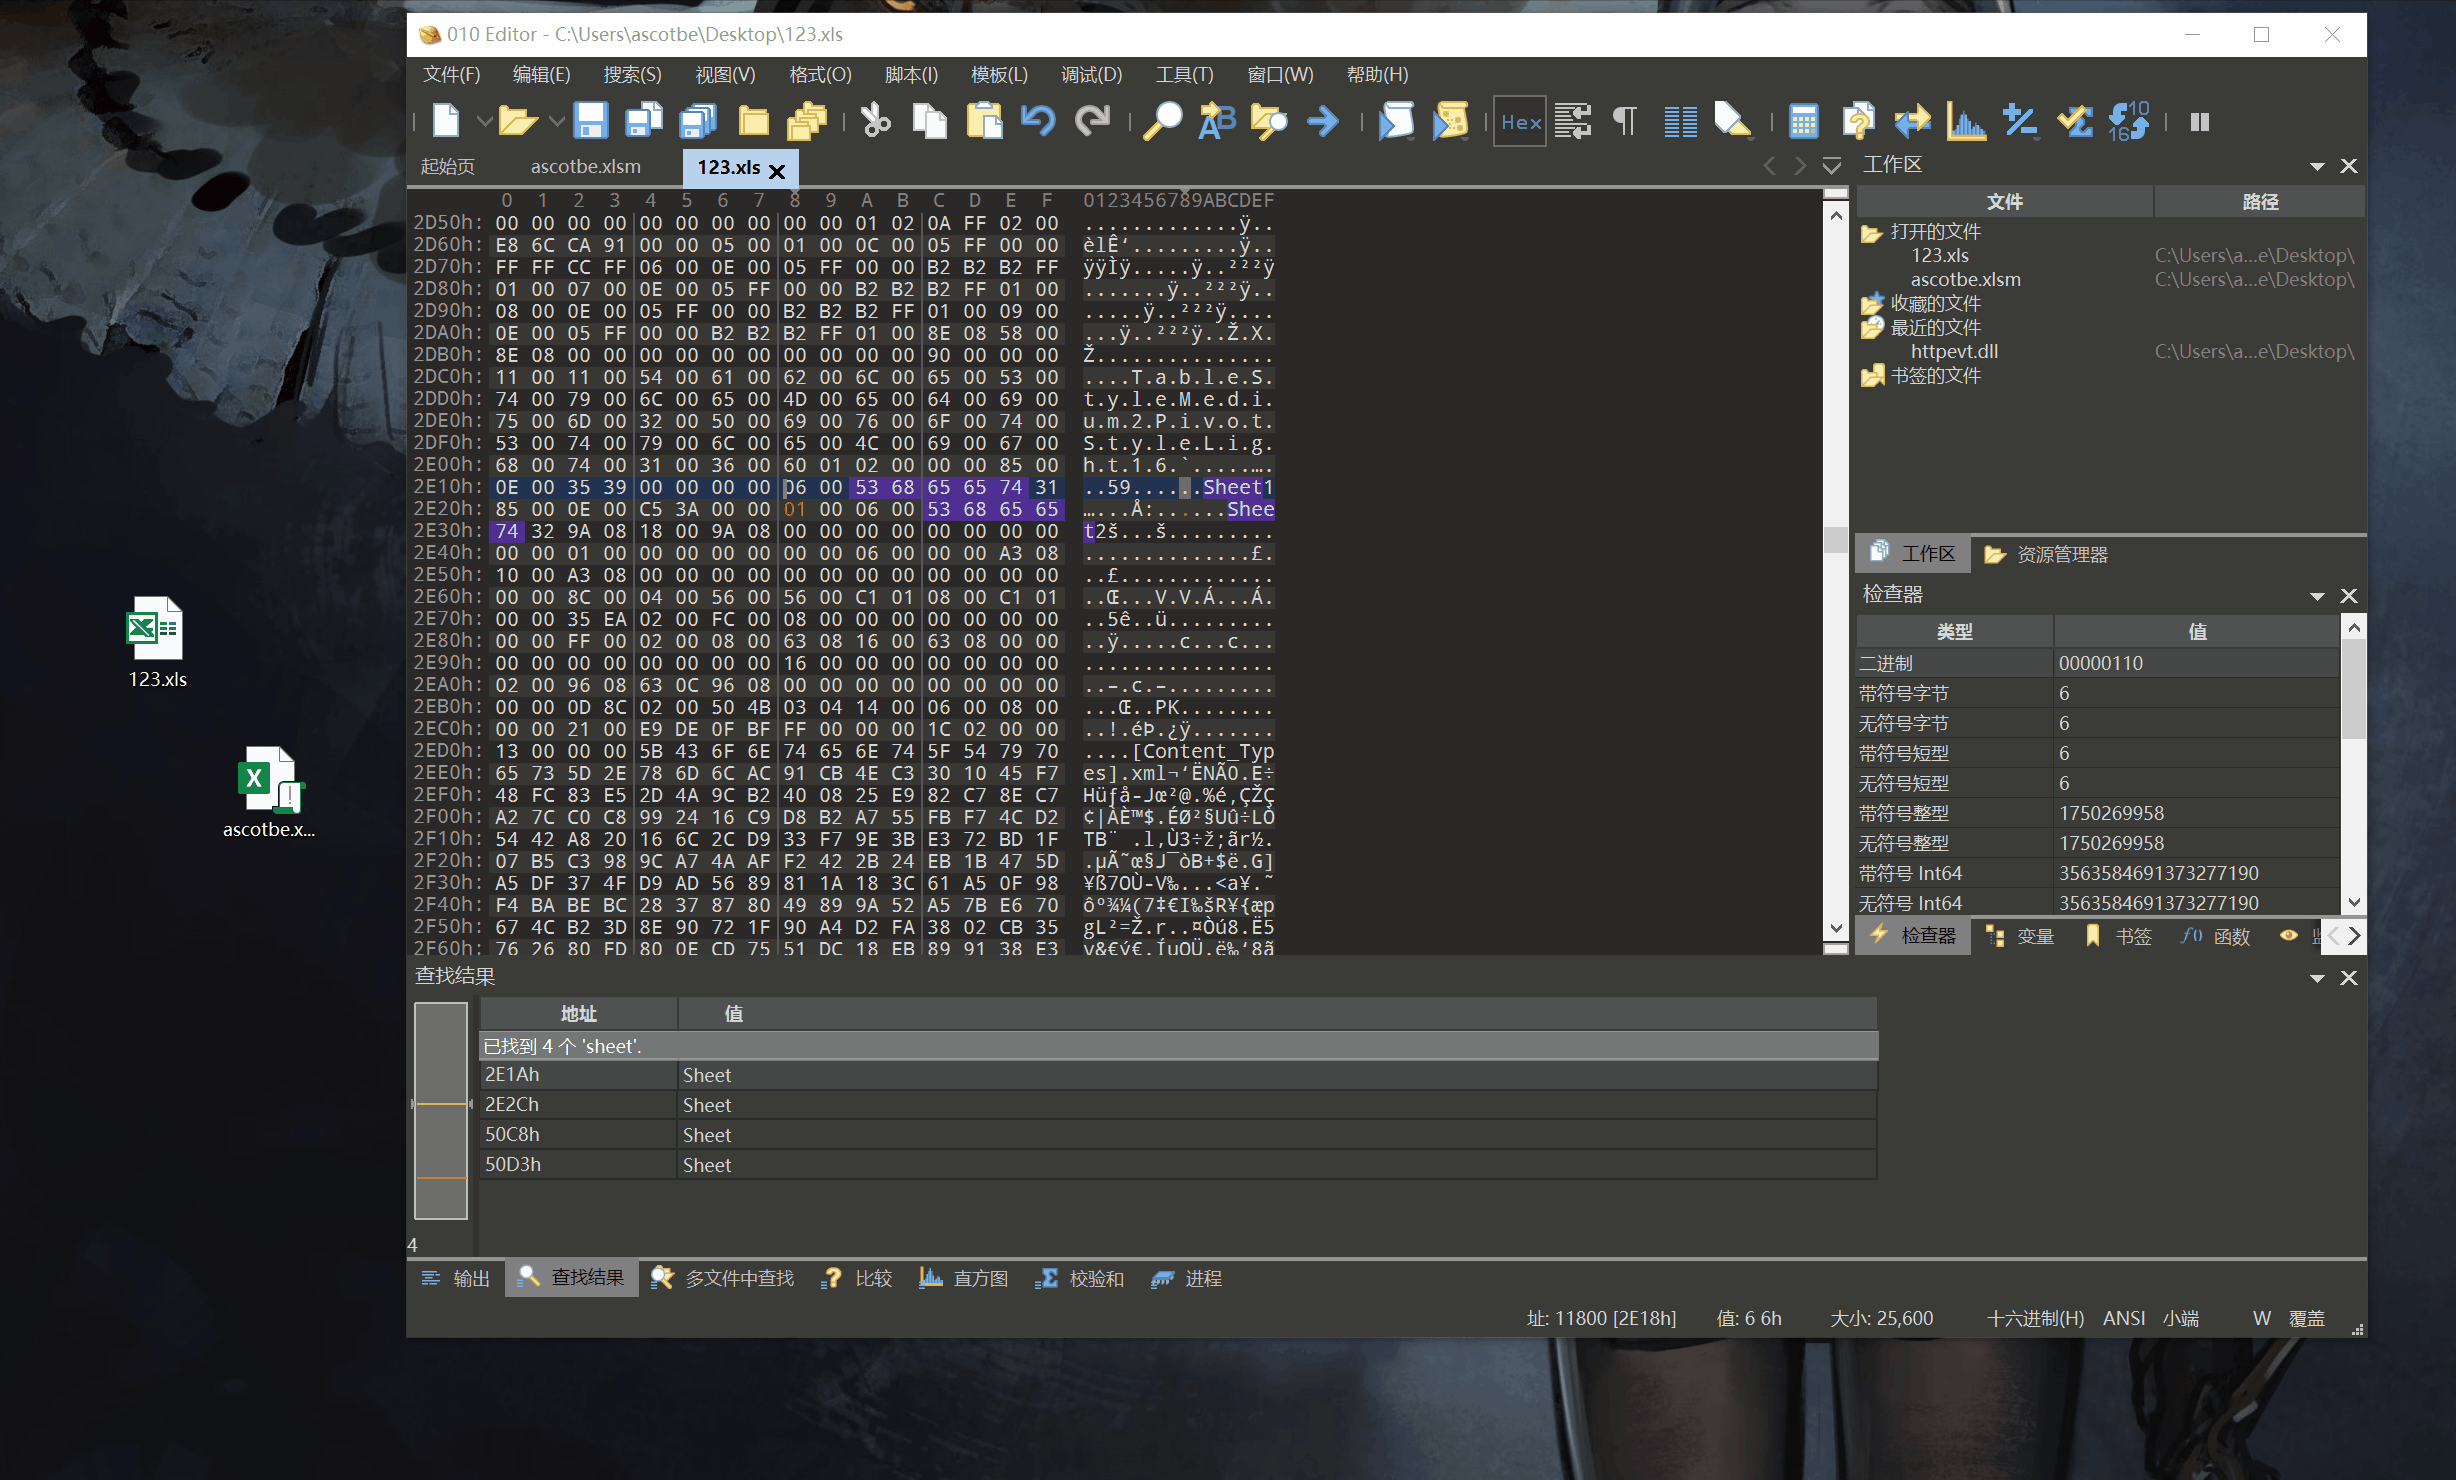 010 Editor - C:\Users\ascotbe\Desktop\123.xls
文件(F) 编辑(E) 搜索(S) 视图(V) 格式(O) 脚本(I) 模板(L) 调试(D) 工具(T) 窗口(W) 帮助(H)
Hex
起始页 ascotbe.xlsm 123.xls
0 1 2 3 4 5 6 7 8 9 A B C D E F 0123456789ABCDEF
2D50h: 00 00 00 00 00 00 00 00 00 00 01 02 0A FF 02 00 .............ÿ..
2D60h: E8 6C CA 91 00 00 05 00 01 00 0C 00 05 FF 00 00 èlÊ‘.........ÿ..
2D70h: FF FF CC FF 06 00 0E 00 05 FF 00 00 B2 B2 B2 FF ÿÿÌÿ.....ÿ..²²²ÿ
2D80h: 01 00 07 00 0E 00 05 FF 00 00 B2 B2 B2 FF 01 00 .......ÿ..²²²ÿ..
2D90h: 08 00 0E 00 05 FF 00 00 B2 B2 B2 FF 01 00 09 00 .....ÿ..²²²ÿ....
2DA0h: 0E 00 05 FF 00 00 B2 B2 B2 FF 01 00 8E 08 58 00 ...ÿ..²²²ÿ..Ž.X.
2DB0h: 8E 08 00 00 00 00 00 00 00 00 00 00 90 00 00 00 Ž...............
2DC0h: 11 00 11 00 54 00 61 00 62 00 6C 00 65 00 53 00 ....T.a.b.l.e.S.
2DD0h: 74 00 79 00 6C 00 65 00 4D 00 65 00 64 00 69 00 t.y.l.e.M.e.d.i.
2DE0h: 75 00 6D 00 32 00 50 00 69 00 76 00 6F 00 74 00 u.m.2.P.i.v.o.t.
2DF0h: 53 00 74 00 79 00 6C 00 65 00 4C 00 69 00 67 00 S.t.y.l.e.L.i.g.
2E00h: 68 00 74 00 31 00 36 00 60 01 02 00 00 00 85 00 h.t.1.6.`.....….
2E10h: 0E 00 35 39 00 00 00 00 06 00 53 68 65 65 74 31 ..59......Sheet1
2E20h: 85 00 0E 00 C5 3A 00 00 01 00 06 00 53 68 65 65 …...Å:......Shee
2E30h: 74 32 9A 08 18 00 9A 08 00 00 00 00 00 00 00 00 t2š...š.........
2E40h: 00 00 01 00 00 00 00 00 00 00 06 00 00 00 A3 08 ..............£.
2E50h: 10 00 A3 08 00 00 00 00 00 00 00 00 00 00 00 00 ..£.............
2E60h: 00 00 8C 00 04 00 56 00 56 00 C1 01 08 00 C1 01 ..Œ...V.V.Á...Á.
2E70h: 00 00 35 EA 02 00 FC 00 08 00 00 00 00 00 00 00 ..5ê..ü.........
2E80h: 00 00 FF 00 02 00 08 00 63 08 16 00 63 08 00 00 ..ÿ.....c...c...
2E90h: 00 00 00 00 00 00 00 00 16 00 00 00 00 00 00 00 ................
2EA0h: 02 00 96 08 63 0C 96 08 00 00 00 00 00 00 00 00 ..–.c.–.........
2EB0h: 00 00 0D 8C 02 00 50 4B 03 04 14 00 06 00 08 00 ...Œ..PK........
2EC0h: 00 00 21 00 E9 DE 0F BF FF 00 00 00 1C 02 00 00 ..!.éÞ.¿ÿ.......
2ED0h: 13 00 00 00 5B 43 6F 6E 74 65 6E 74 5F 54 79 70 ....[Content_Typ
2EE0h: 65 73 5D 2E 78 6D 6C AC 91 CB 4E C3 30 10 45 F7 es].xml¬‘ËNÃ0.E÷
2EF0h: 48 FC 83 E5 2D 4A 9C B2 40 08 25 E9 82 C7 8E C7 Hüƒå-Jœ²@.%é‚ÇŽÇ
2F00h: A2 7C C0 C8 99 24 16 C9 D8 B2 A7 55 FB F7 4C D2 ¢|ÀÈ™$.ÉØ²§Uû÷LÒ
2F10h: 54 42 A8 20 16 6C 2C D9 33 F7 9E 3B E3 72 BD 1F TB¨ .l,Ù3÷ž;ãr½.
2F20h: 07 B5 C3 98 9C A7 4A AF F2 42 2B 24 EB 1B 47 5D .µÃ˜œ§J¯òB+$ë.G]
2F30h: A5 DF 37 4F D9 AD 56 89 81 1A 18 3C 61 A5 0F 98 ¥ß7OÙ-V‰...<a¥.˜
2F40h: F4 BA BE BC 28 37 87 80 49 89 9A 52 A5 7B E6 70 ôº¾¼(7‡€I‰šR¥{æp
2F50h: 67 4C B2 3D 8E 90 72 1F 90 A4 D2 FA 38 02 CB 35 gL²=Ž.r..¤Òú8.Ë5
2F60h: 76 26 80 FD 80 0E CD 75 51 DC 18 EB 89 91 38 E3 v&€ý€.ÍuQÜ.ë‰‘8ã
工作区
文件 路径
打开的文件
123.xls C:\Users\a...e\Desktop\
ascotbe.xlsm C:\Users\a...e\Desktop\
收藏的文件
最近的文件
httpevt.dll C:\Users\a...e\Desktop\
书签的文件
工作区 资源管理器
检查器
类型 值
二进制 00000110
带符号字节 6
无符号字节 6
带符号短型 6
无符号短型 6
带符号整型 1750269958
无符号整型 1750269958
带符号 Int64 3563584691373277190
无符号 Int64 3563584691373277190
检查器 变量 书签 函数
123.xls
ascotbe.x...
查找结果
地址 值
已找到 4 个 'sheet'.
2E1Ah Sheet
2E2Ch Sheet
50C8h Sheet
50D3h Sheet
4
输出 查找结果 多文件中查找 比较 直方图 校验和 进程
址: 11800 [2E18h] 值: 6 6h 大小: 25,600 十六进制(H) ANSI 小端 W 覆盖